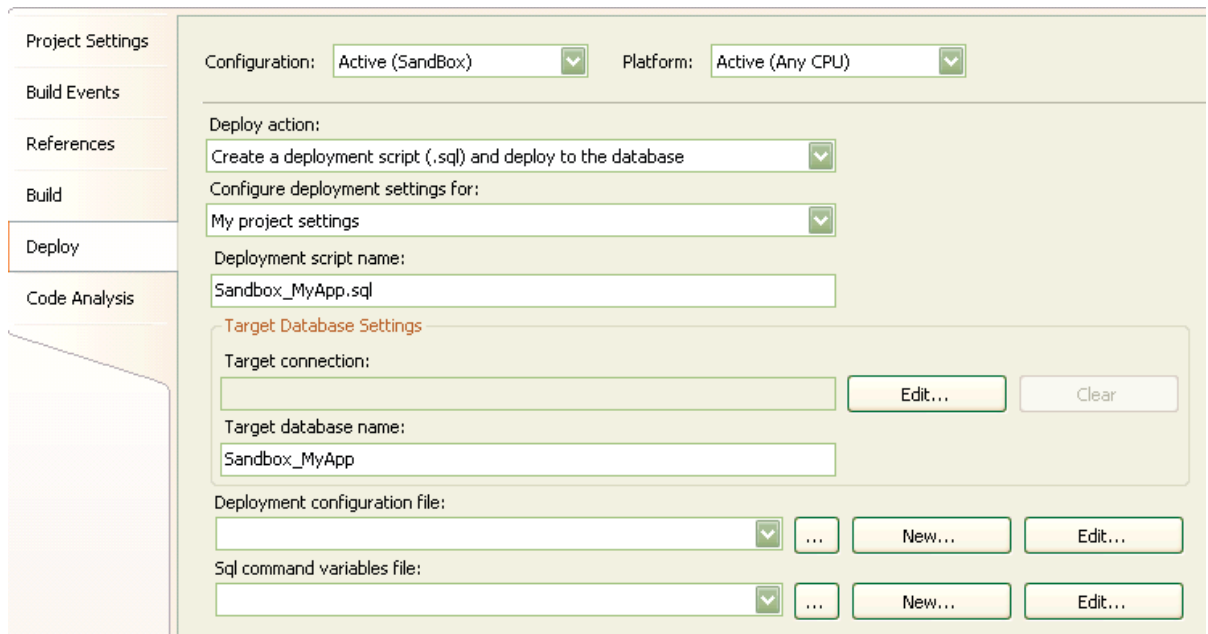 Project Settings
Build Events
References
Build
Deploy
Code Analysis
Configuration: Active (SandBox) Platform: Active (Any CPU)
Deploy action:
Create a deployment script (.sql) and deploy to the database
Configure deployment settings for:
My project settings
Deployment script name:
Sandbox_MyApp.sql
Target Database Settings
Target connection:
Edit... Clear
Target database name:
Sandbox_MyApp
Deployment configuration file:
... New... Edit...
Sql command variables file:
... New... Edit...